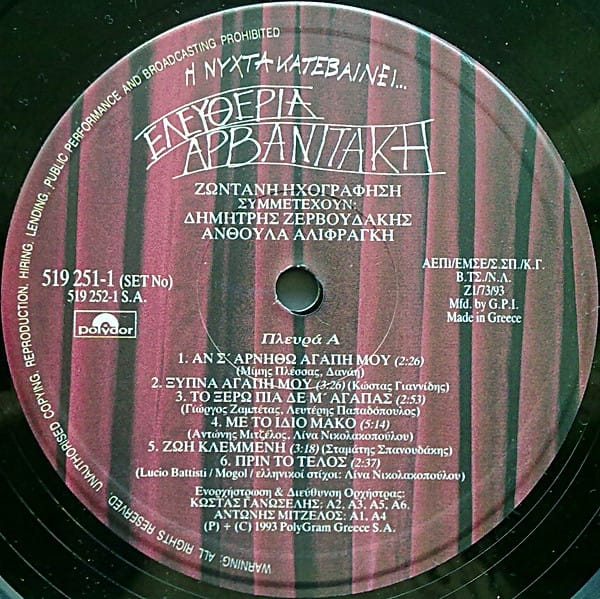 WARNING: ALL RIGHTS RESERVED. UNAUTHORISED COPYING, REPRODUCTION, HIRING, LENDING, PUBLIC PERFORMANCE AND BROADCASTING PROHIBITED
Η ΝΥΧΤΑ ΚΑΤΕΒΑΙΝΕΙ...
ΕΛΕΥΘΕΡΙΑ
ΑΡΒΑΝΙΤΑΚΗ
ΖΩΝΤΑΝΗ ΗΧΟΓΡΑΦΗΣΗ
ΣΥΜΜΕΤΕΧΟΥΝ:
ΔΗΜΗΤΡΗΣ ΖΕΡΒΟΥΔΑΚΗΣ
ΑΝΘΟΥΛΑ ΑΛΙΦΡΑΓΚΗ
519 251-1 (SET No)
519 252-1 S.A.
polydor
ΑΕΠΙ/ΕΜΣΕ/Σ.ΣΠ./Κ.Γ.
Β.ΤΣ./Ν.Λ.
Ζ1/73/93
Mfd. by G.P.I.
Made in Greece
Πλευρά Α
1. ΑΝ Σ΄ ΑΡΝΗΘΩ ΑΓΑΠΗ ΜΟΥ (2:26)
(Μίμης Πλέσσας, Δανάη)
2. ΞΥΠΝΑ ΑΓΑΠΗ ΜΟΥ (3:26) (Κώστας Γιαννίδης)
3. ΤΟ ΞΕΡΩ ΠΙΑ ΔΕ Μ΄ ΑΓΑΠΑΣ (2:53)
(Γιώργος Ζαμπέτας, Λευτέρης Παπαδόπουλος)
4. ΜΕ ΤΟ ΙΔΙΟ ΜΑΚΟ (5:14)
(Αντώνης Μιτζέλος, Λίνα Νικολακοπούλου)
5. ΖΩΗ ΚΛΕΜΜΕΝΗ (3:18) (Σταμάτης Σπανουδάκης)
6. ΠΡΙΝ ΤΟ ΤΕΛΟΣ (2:37)
(Lucio Battisti / Mogol / ελληνικοί στίχοι: Λίνα Νικολακοπούλου)
Ενορχήστρωση & Διεύθυνση Ορχήστρας:
ΚΩΣΤΑΣ ΓΑΝΩΣΕΛΗΣ: Α2, Α3, Α5, Α6.
ΑΝΤΩΝΗΣ ΜΙΤΖΕΛΟΣ: Α1, Α4
(P) + (C) 1993 PolyGram Greece S.A.